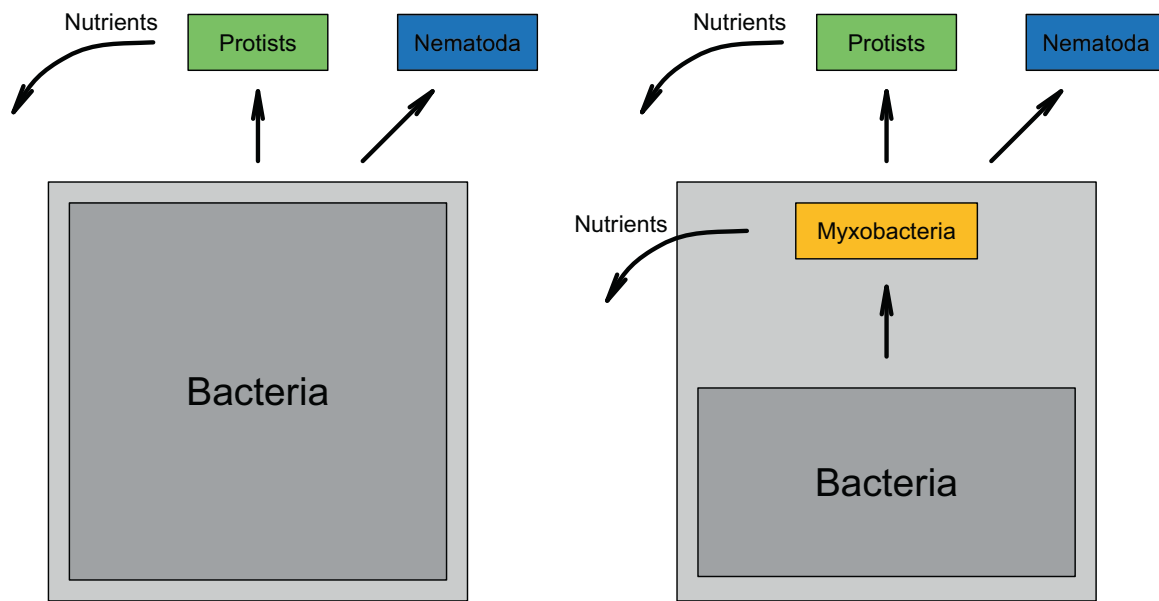 Nutrients
Protists
Nematoda
Bacteria
Nutrients
Protists
Nematoda
Nutrients
Myxobacteria
Bacteria